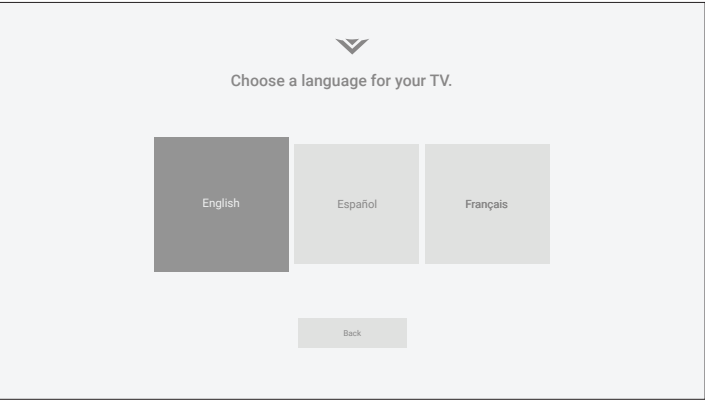 Choose a language for your TV.
English
Español
Français
Back